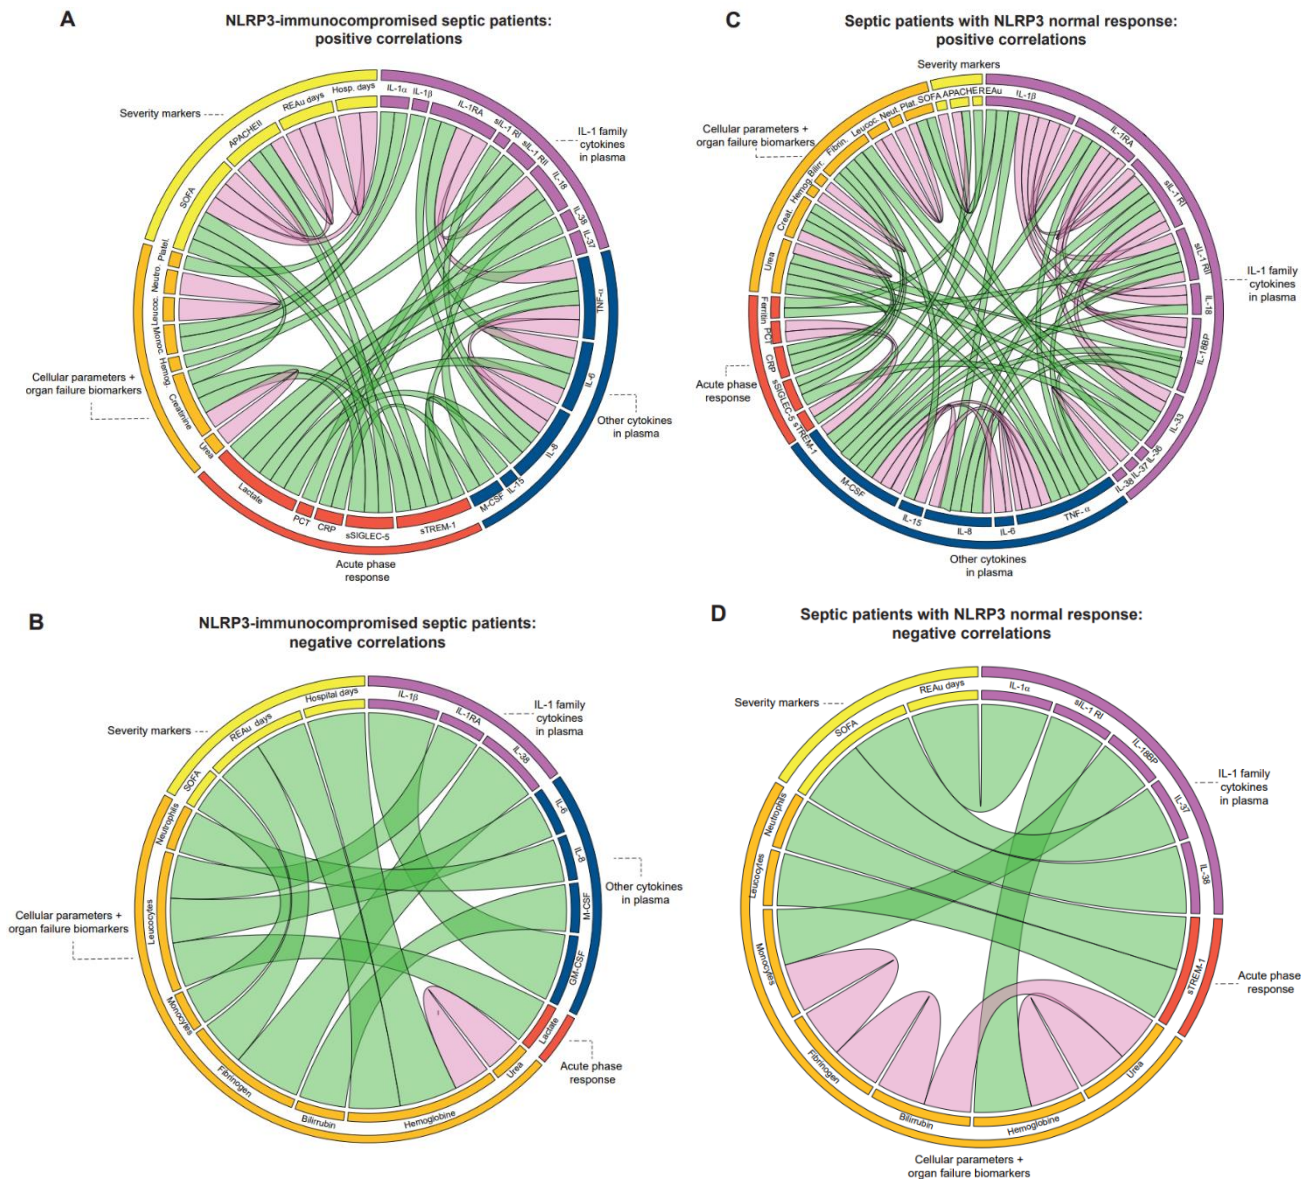 A
NLRP3-immunocompromised septic patients:
positive correlations
Severity markers
IL-1 family
cytokines
in plasma
Other cytokines
in plasma
Acute phase
response
Cellular parameters +
organ failure biomarkers
SOFA
APACHEII
REAu days
Hosp. days
IL-1α
IL-1β
IL-1RA
sIL-1 RI
sIL-1 RII
IL-18
IL-38
IL-37
TNF-α
IL-6
IL-8
IL-15
M-CSF
sTREM-1
sSIGLEC-5
CRP
PCT
Lactate
Urea
Creatinine
Hemog.
Monoc.
Leucoc.
Neutro.
Platel.
C
Septic patients with NLRP3 normal response:
positive correlations
Severity markers
Cellular parameters +
organ failure biomarkers
IL-1 family
cytokines
in plasma
Acute phase
response
Other cytokines
in plasma
SOFA
APACHE
REAu
IL-1β
IL-1RA
sIL-1 RI
sIL-1 RII
IL-18
IL-18BP
IL-33
IL-36
IL-37
IL-38
TNF- α
IL-6
IL-8
IL-15
M-CSF
sTREM-1
sSIGLEC-5
CRP
PCT
Ferritin
Urea
Creat.
Hemog.
Bilirr.
Fibrin.
Leucoc.
Neut.
Plat.
B
NLRP3-immunocompromised septic patients:
negative correlations
Severity markers
IL-1 family
cytokines
in plasma
Other cytokines
in plasma
Acute phase
response
Cellular parameters +
organ failure biomarkers
SOFA
REAu days
Hospital days
IL-1β
IL-1RA
IL-38
IL-6
IL-8
M-CSF
GM-CSF
Lactate
Urea
Hemoglobine
Bilirrubin
Fibrinogen
Monocytes
Leucocytes
Neutrophils
D
Septic patients with NLRP3 normal response:
negative correlations
Severity markers
IL-1 family
cytokines
in plasma
Acute phase
response
Cellular parameters +
organ failure biomarkers
SOFA
REAu days
IL-1α
sIL-1 RI
IL-18BP
IL-37
IL-38
sTREM-1
Urea
Hemoglobine
Bilirrubin
Fibrinogen
Monocytes
Leucocytes
Neutrophils